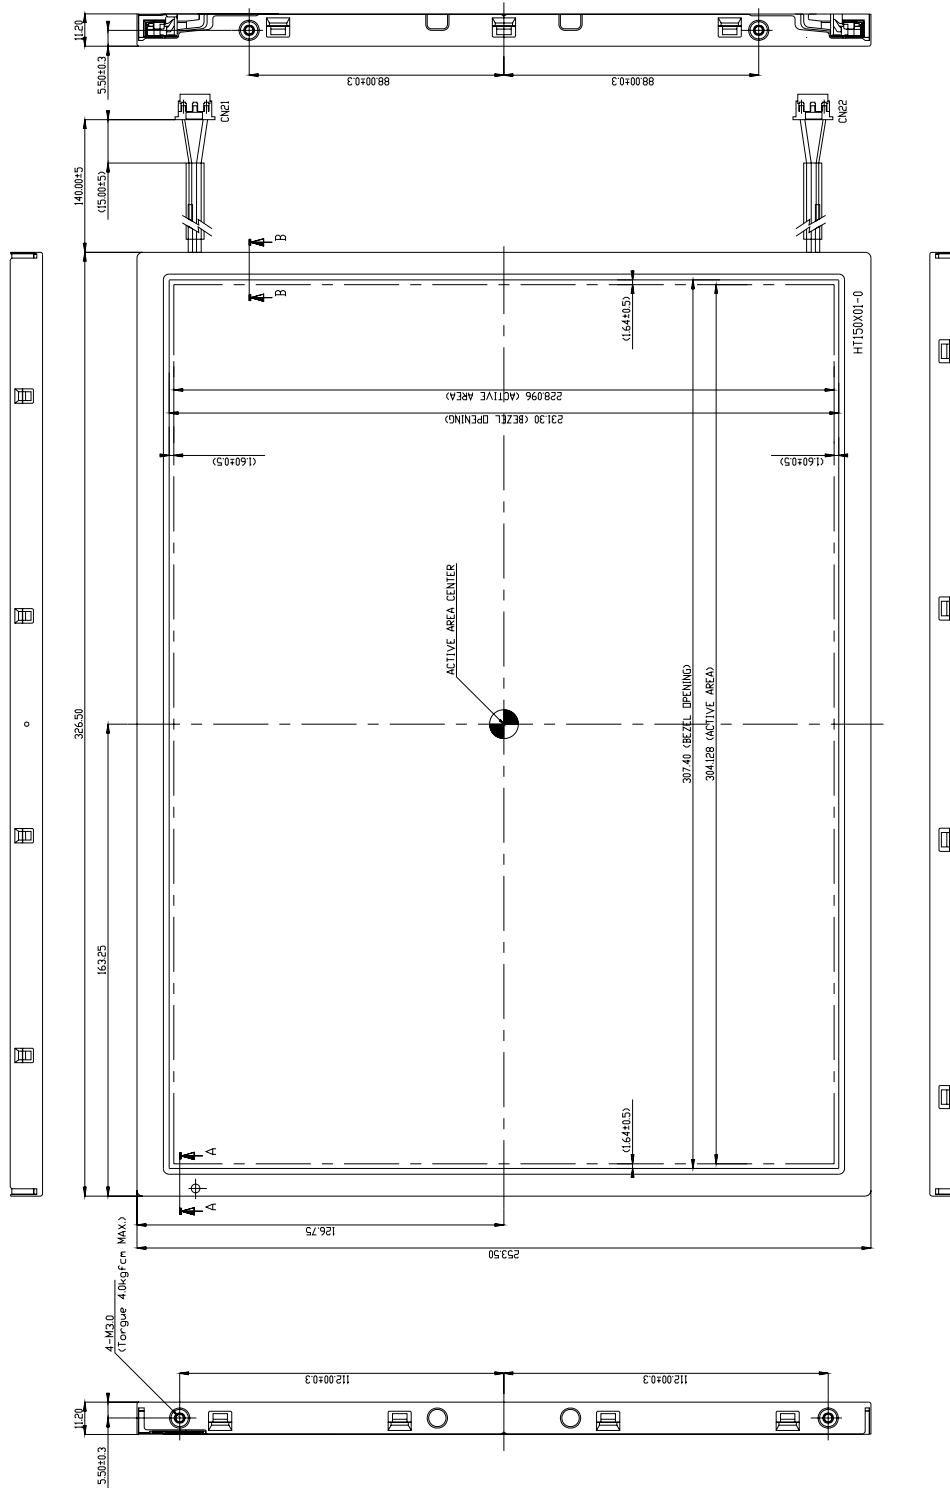 11.20
5.50±0.3
88.00±0.3
88.00±0.3
140.00±5
(15.00±5)
CN21
CN22
B
B
(1.64±0.5)
HT150X01-0
228.096 (ACTIVE AREA)
231.30 (BEZEL OPENING)
(1.60±0.5)
(1.60±0.5)
ACTIVE AREA CENTER
326.50
307.40 (BEZEL OPENING)
304.128 (ACTIVE AREA)
163.25
(1.64±0.5)
A
A
126.75
253.50
4-M3.0
(Torgue 4.0kgfcm MAX.)
112.00±0.3
112.00±0.3
11.20
5.50±0.3